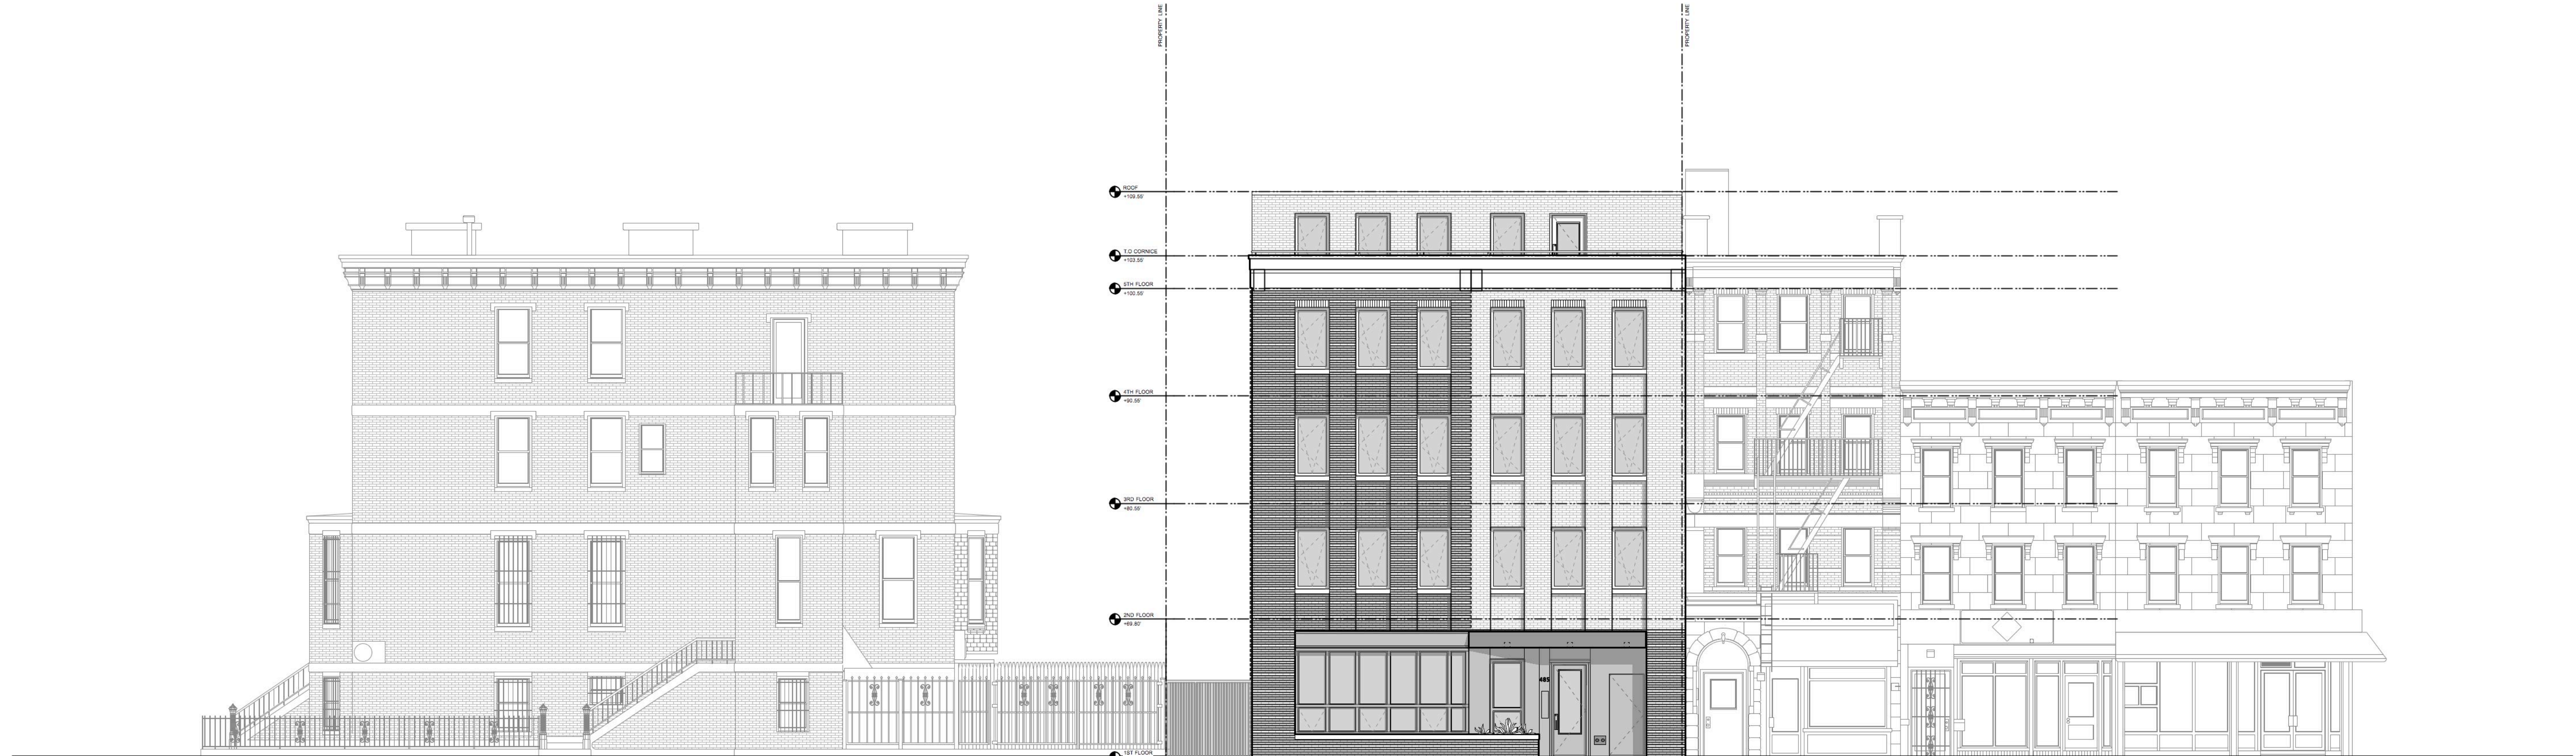 PROPERTY LINE
PROPERTY LINE
ROOF
+109.55'
T.O CORNICE
+103.55'
5TH FLOOR
+100.55'
4TH FLOOR
+90.55'
3RD FLOOR
+80.55'
2ND FLOOR
+69.80'
485
1ST FLOOR